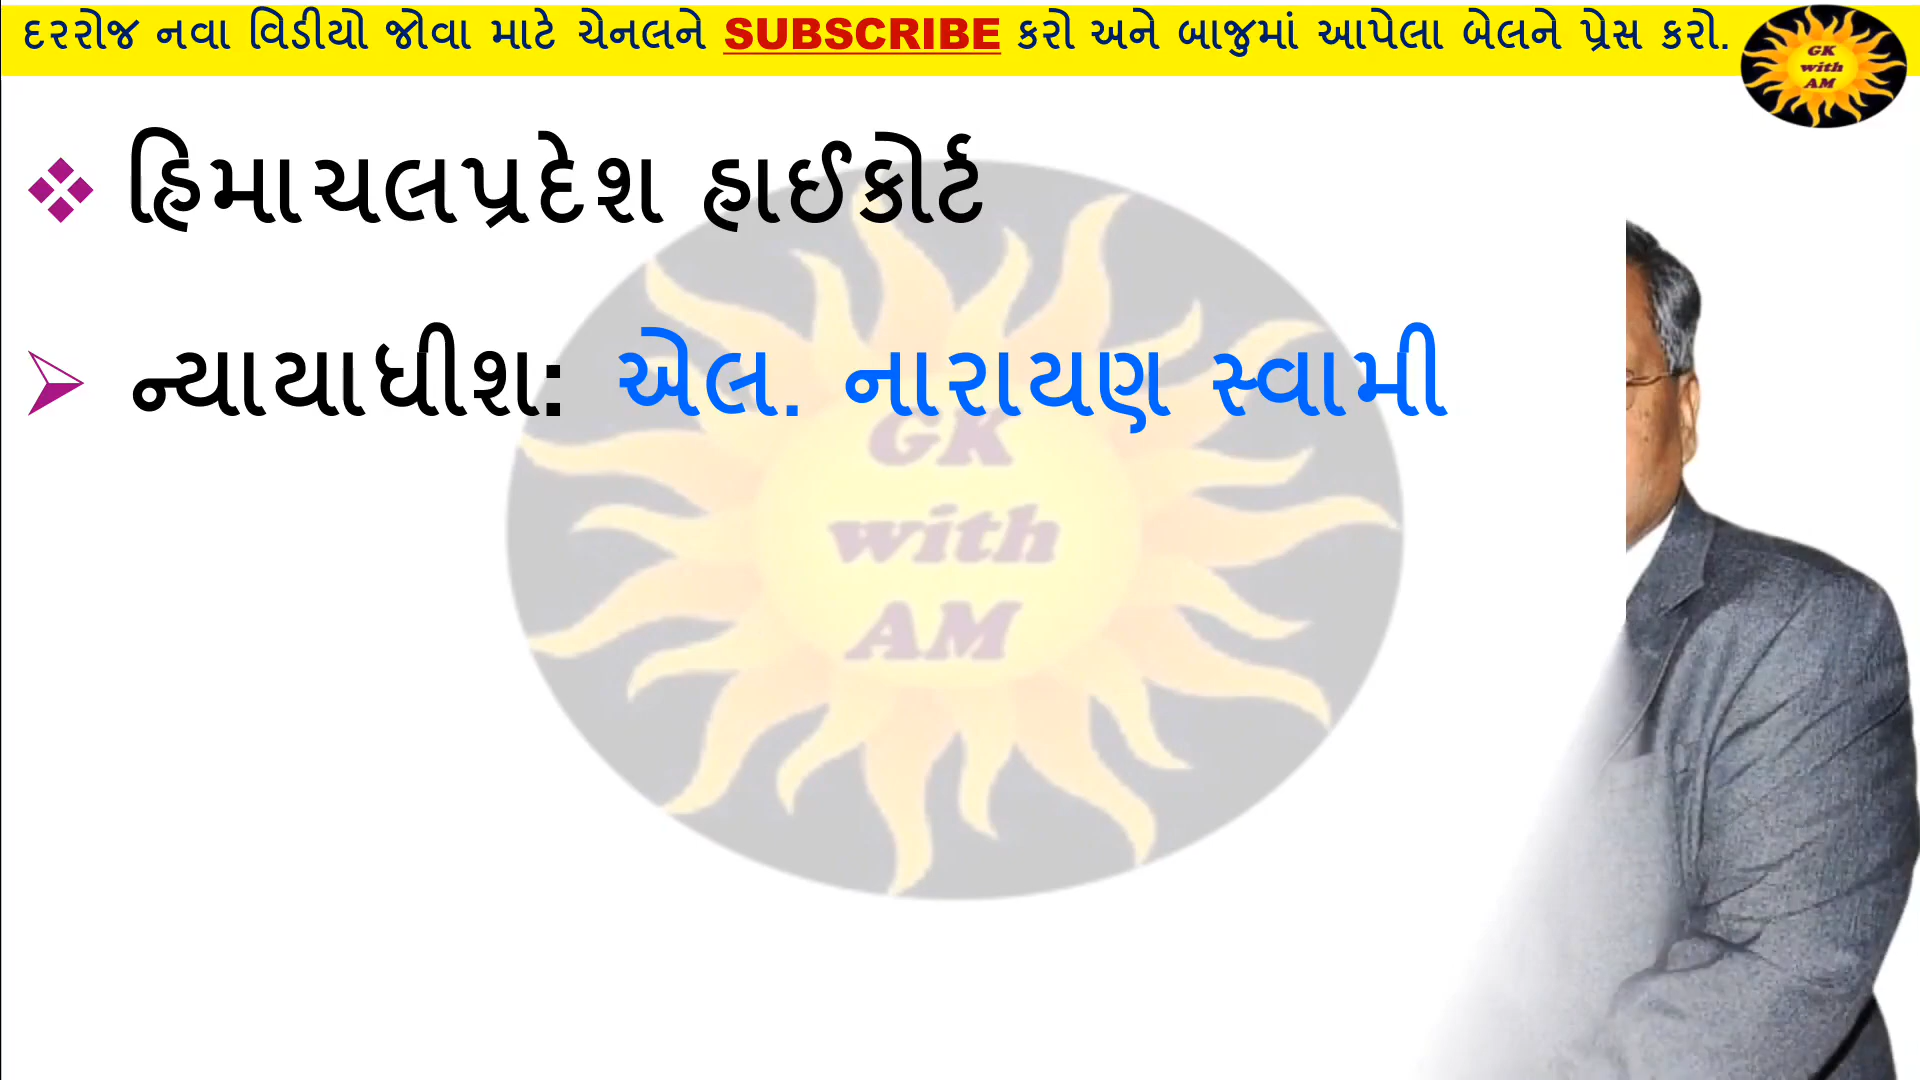 દરરોજ નવા વિડીયો જોવા માટે ચેનલને SUBSCRIBE કરો અને બાજુમાં આપેલા બેલને પ્રેસ કરો.
GK
with
AM
હિમાચલપ્રદેશ હાઈકોર્ટ
ન્યાયાધીશ: એલ. નારાયણ સ્વામી
GK
with
AM